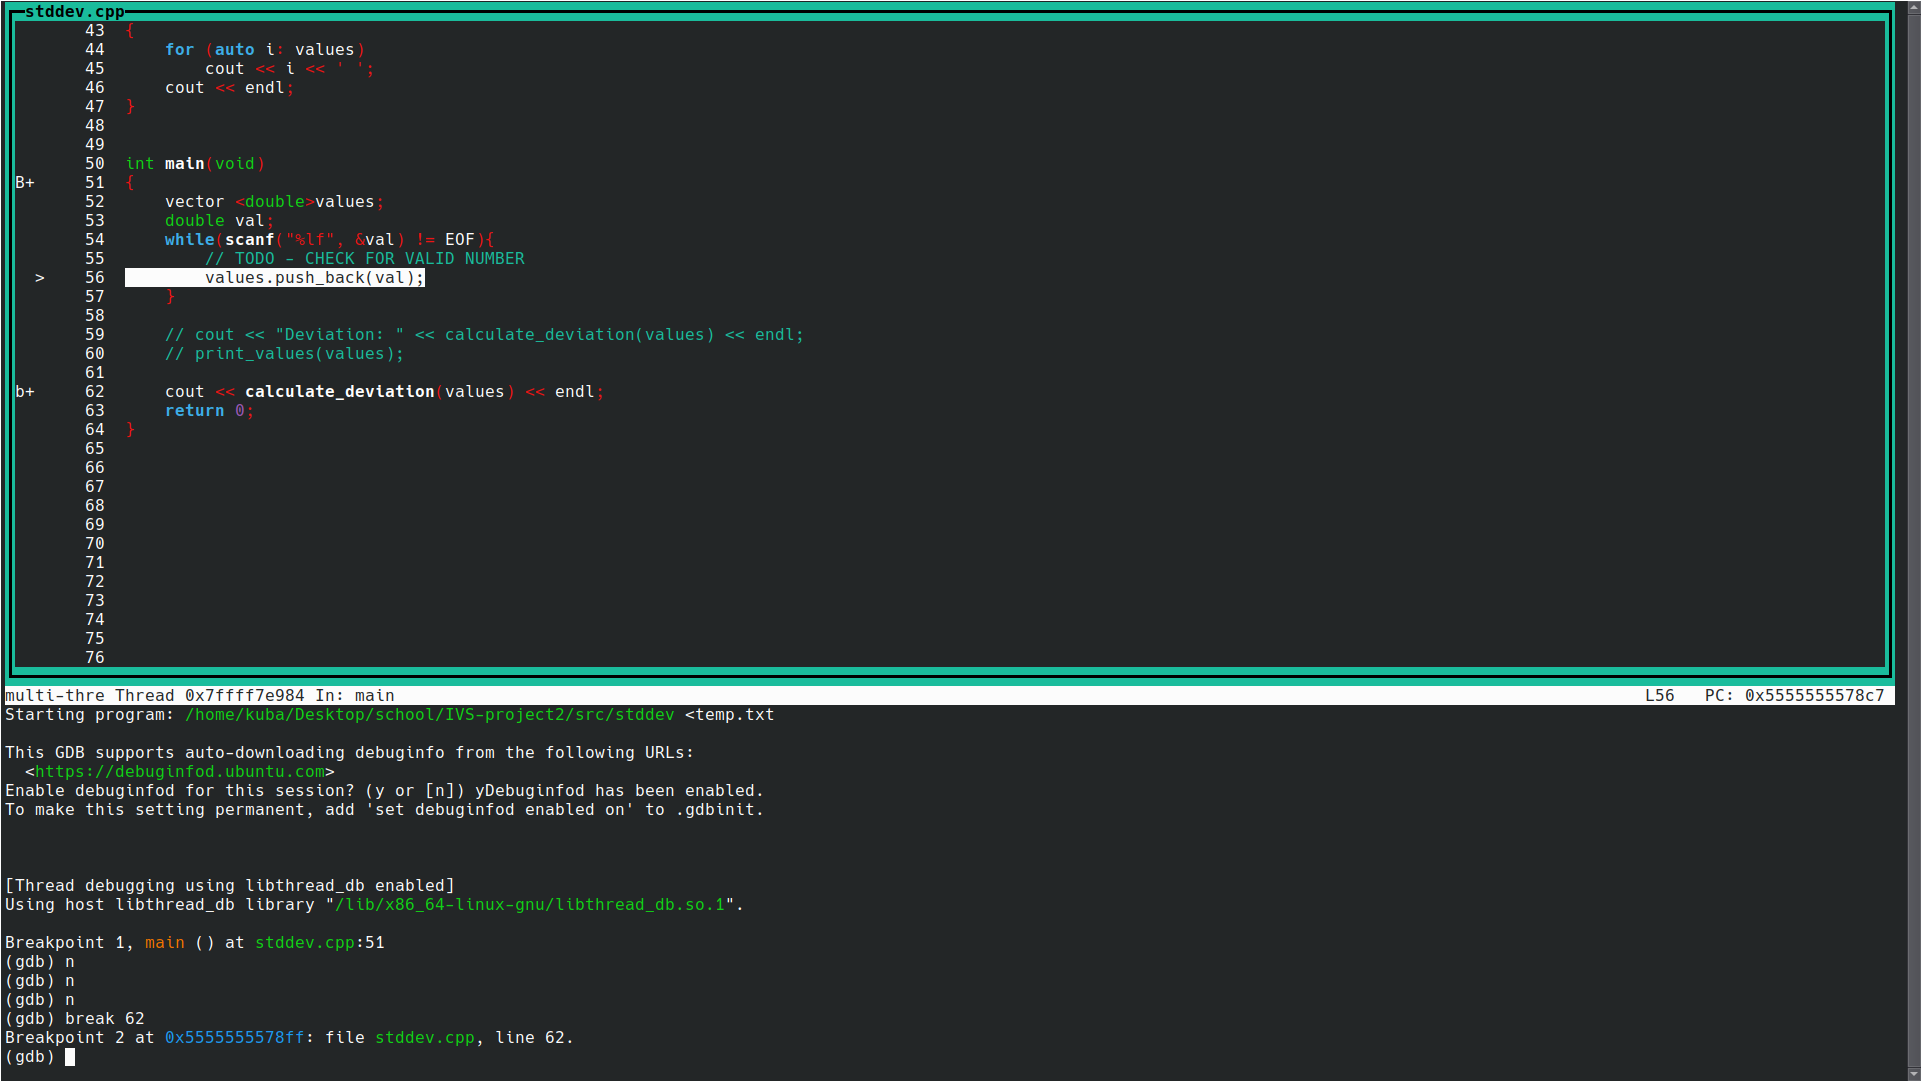 stddev.cpp
43  {
44      for (auto i: values)
45          cout << i << ' ';
46      cout << endl;
47  }
48
49
50  int main(void)
B+ 51  {
52      vector <double>values;
53      double val;
54      while(scanf("%lf", &val) != EOF){
55          // TODO - CHECK FOR VALID NUMBER
> 56          values.push_back(val);
57      }
58
59      // cout << "Deviation: " << calculate_deviation(values) << endl;
60      // print_values(values);
61
b+ 62      cout << calculate_deviation(values) << endl;
63      return 0;
64  }
65
66
67
68
69
70
71
72
73
74
75
76
multi-thre Thread 0x7ffff7e984 In: main L56 PC: 0x5555555578c7
Starting program: /home/kuba/Desktop/school/IVS-project2/src/stddev <temp.txt
This GDB supports auto-downloading debuginfo from the following URLs:
<https://debuginfod.ubuntu.com>
Enable debuginfod for this session? (y or [n]) yDebuginfod has been enabled.
To make this setting permanent, add 'set debuginfod enabled on' to .gdbinit.
[Thread debugging using libthread_db enabled]
Using host libthread_db library "/lib/x86_64-linux-gnu/libthread_db.so.1".
Breakpoint 1, main () at stddev.cpp:51
(gdb) n
(gdb) n
(gdb) n
(gdb) break 62
Breakpoint 2 at 0x5555555578ff: file stddev.cpp, line 62.
(gdb)